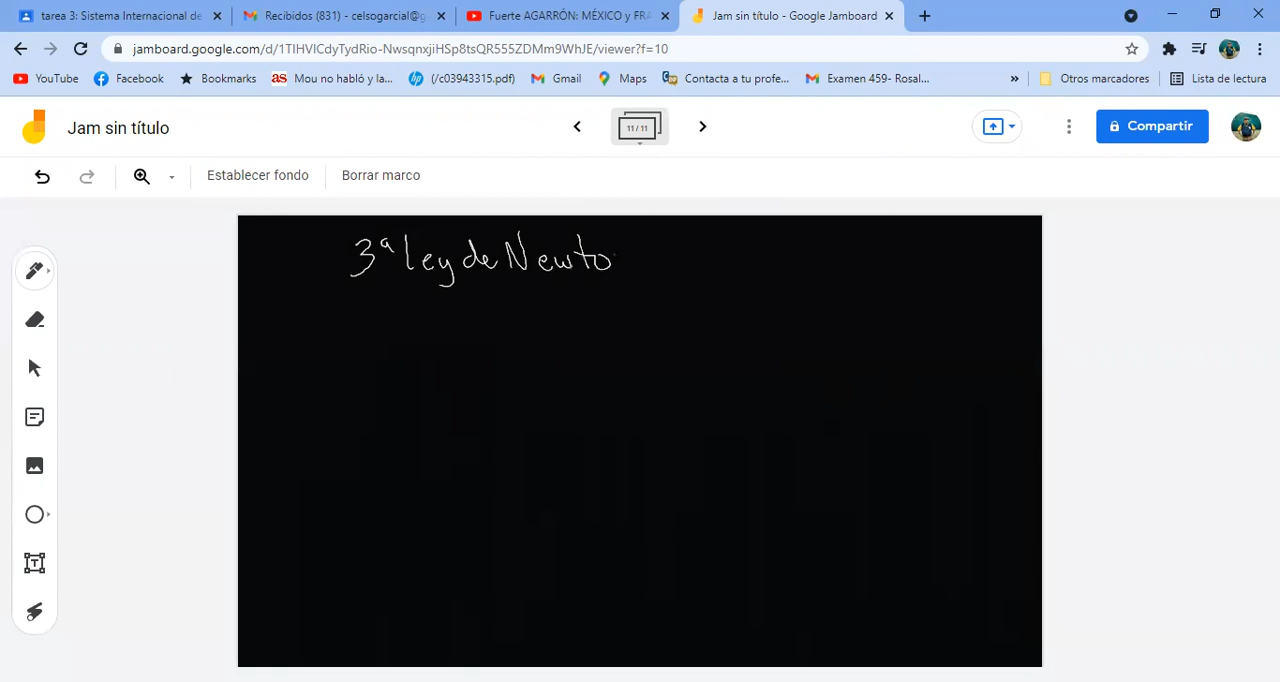 tarea 3: Sistema Internacional de
Recibidos (831) - celsogarcial@g
Fuerte AGARRÓN: MÉXICO y FRA
Jam sin título - Google Jamboard
jamboard.google.com/d/1TlHVlCdyTydRio-NwsqnxjiHSp8tsQR555ZDMm9WhJE/viewer?f=10
YouTube
Facebook
Bookmarks
as Mou no habló y la...
hp (/c03943315.pdf)
Gmail
Maps
Contacta a tu profe...
Examen 459- Rosal...
»
Otros marcadores
Lista de lectura
Jam sin título
11 / 11
Compartir
Establecer fondo
Borrar marco
3ª ley de Newto